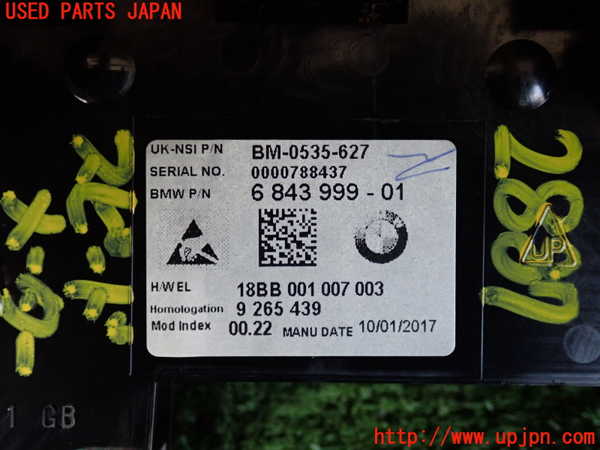 USED PARTS JAPAN
UK-NSI P/N BM-0535-627
SERIAL NO. 0000788437
BMW P/N 6 843 999 - 01
H/W EL 18BB 001 007 003
Homologation 9 265 439
Mod Index 00.22 MANU DATE 10/01/2017
UP
1 GB
http://www.upjpn.com